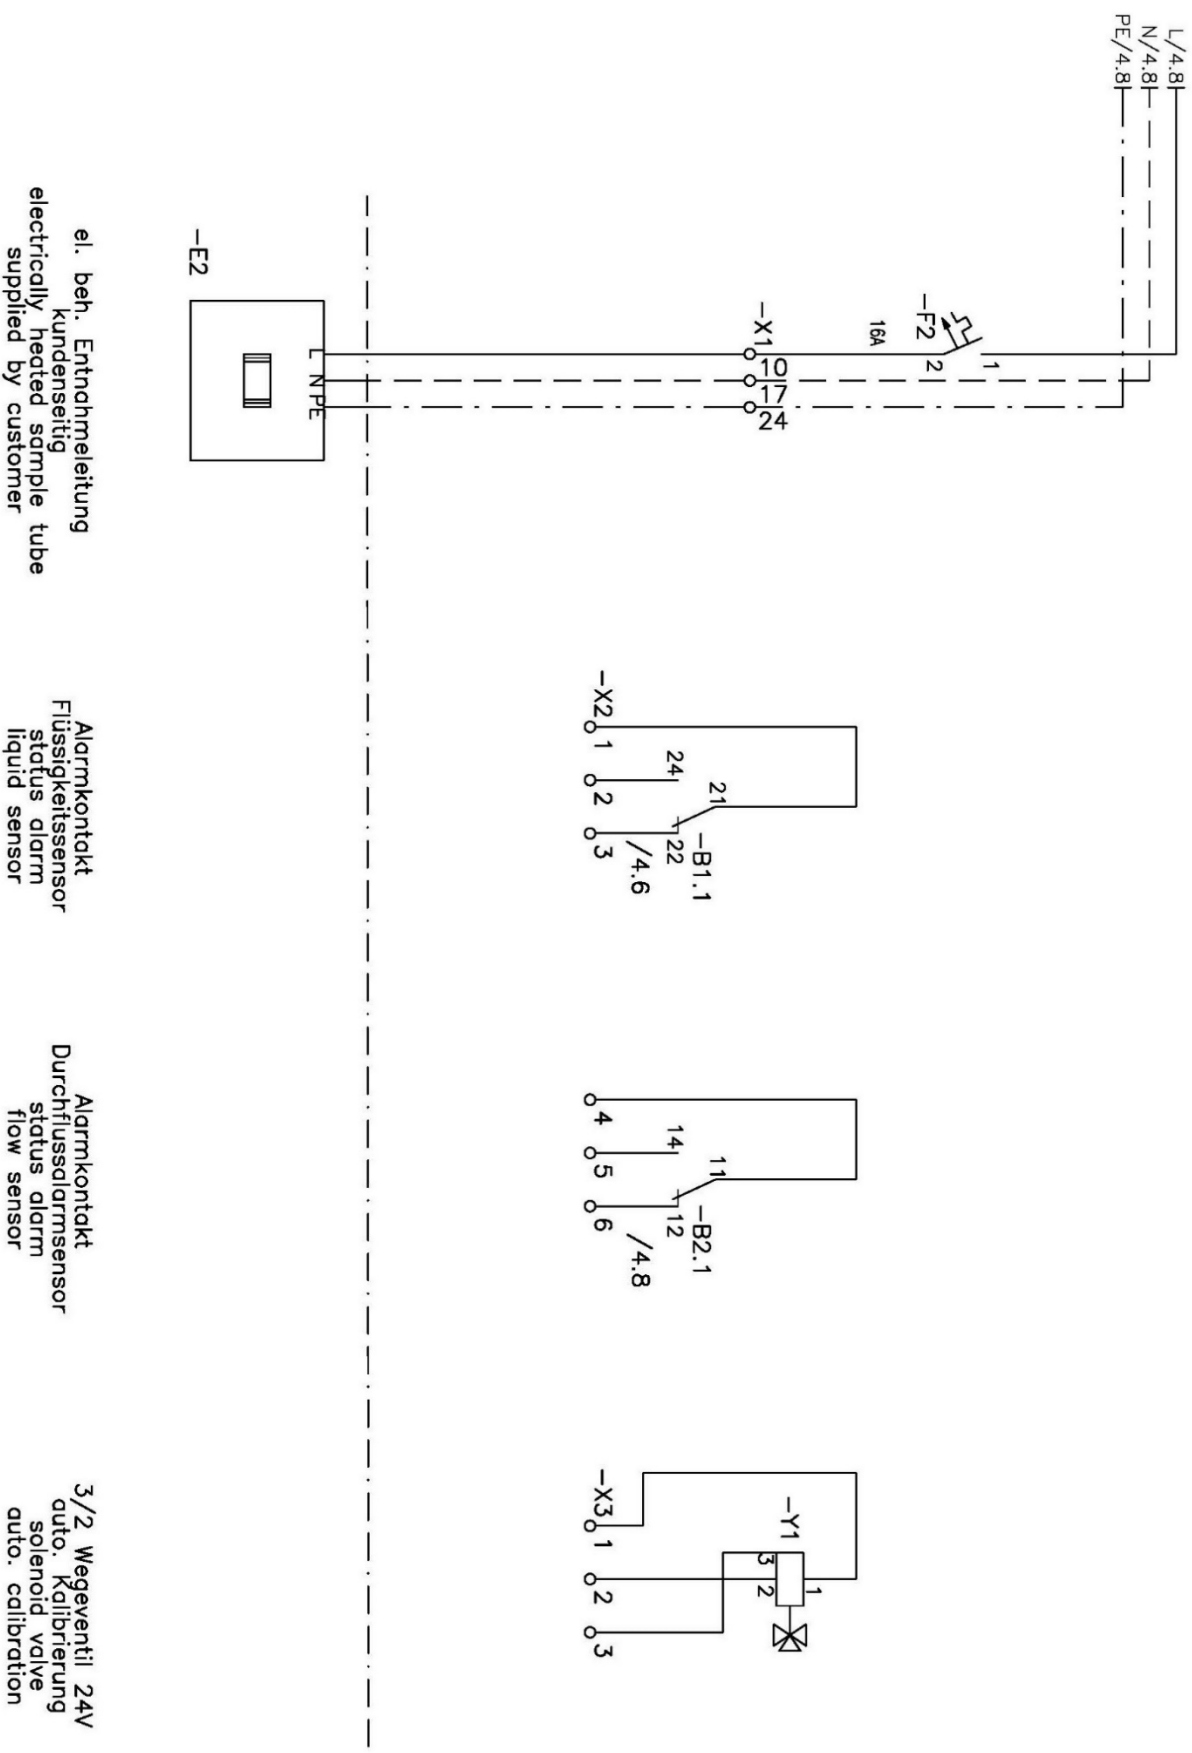 L/4.8
N/4.8
PE/4.8
-F2
1
2
16A
-X1
10
17
24
-E2
L
N
PE
el. beh. Entnahmeleitung
kundenseitig
electrically heated sample tube
supplied by customer
-X2
1
2
3
24
21
22
-B1.1
/4.6
Alarmkontakt
Flüssigkeitssensor
status alarm
liquid sensor
4
5
6
14
11
12
-B2.1
/4.8
Alarmkontakt
Durchflussalarmsensor
status alarm
flow sensor
-X3
1
2
3
-Y1
3
2
1
3/2 Wegeventil 24V
auto. Kalibrierung
solenoid valve
auto. calibration